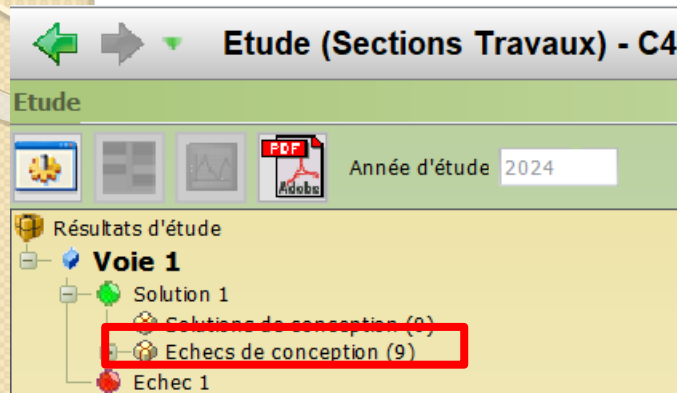 Etude (Sections Travaux) - C4
Etude
PDF
Adobe
Année d'étude 2024
Résultats d'étude
Voie 1
Solution 1
Solutions de conception (0)
Echecs de conception (9)
Echec 1